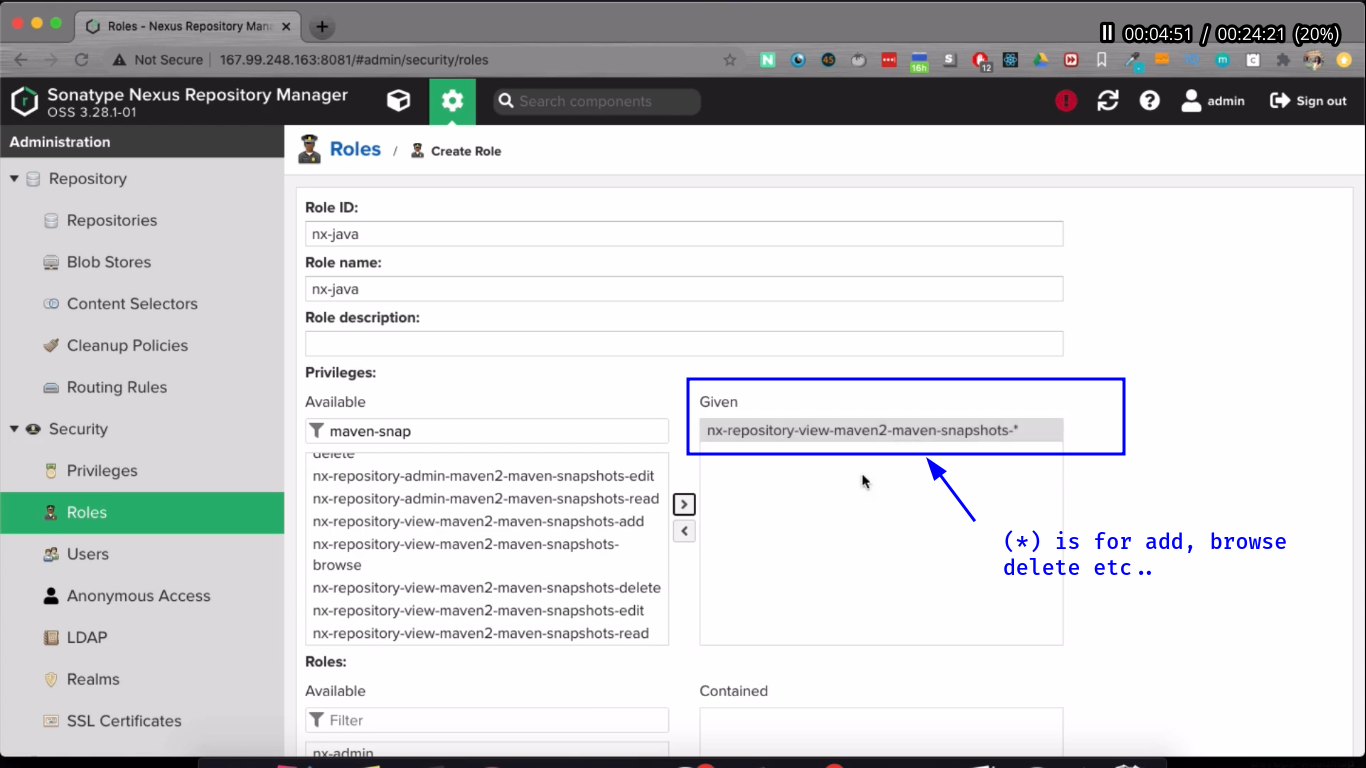 Roles - Nexus Repository Man
00:04:51 / 00:24:21 (20%)
Not Secure 167.99.248.163:8081/#admin/security/roles
45
16h
S
12
m
Sonatype Nexus Repository Manager
OSS 3.28.1-01
Search components
admin
Sign out
Administration
Roles / Create Role
Repository
Repositories
Blob Stores
Content Selectors
Cleanup Policies
Routing Rules
Security
Privileges
Roles
Users
Anonymous Access
LDAP
Realms
SSL Certificates
Role ID:
nx-java
Role name:
nx-java
Role description:
Privileges:
Available
maven-snap
delete
nx-repository-admin-maven2-maven-snapshots-edit
nx-repository-admin-maven2-maven-snapshots-read
nx-repository-view-maven2-maven-snapshots-add
nx-repository-view-maven2-maven-snapshots-
browse
nx-repository-view-maven2-maven-snapshots-delete
nx-repository-view-maven2-maven-snapshots-edit
nx-repository-view-maven2-maven-snapshots-read
Given
nx-repository-view-maven2-maven-snapshots-*
(*) is for add, browse
delete etc..
Roles:
Available
Filter
nx-admin
Contained